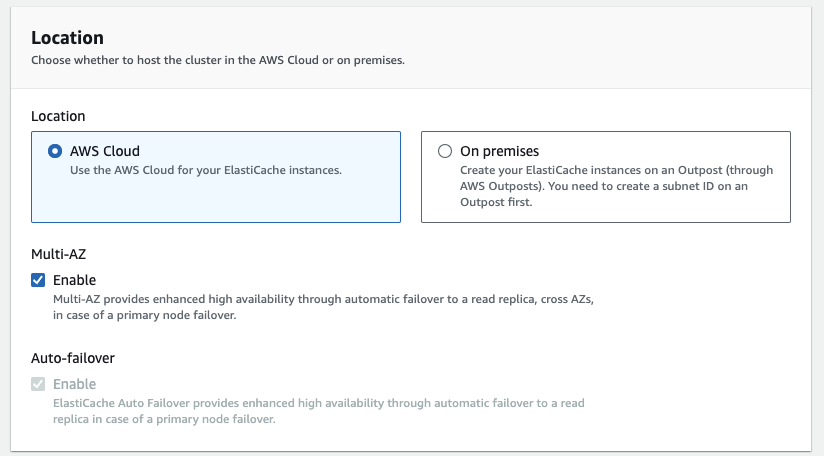 Location
Choose whether to host the cluster in the AWS Cloud or on premises.
Location
AWS Cloud
Use the AWS Cloud for your ElastiCache instances.
On premises
Create your ElastiCache instances on an Outpost (through
AWS Outposts). You need to create a subnet ID on an
Outpost first.
Multi-AZ
Enable
Multi-AZ provides enhanced high availability through automatic failover to a read replica, cross AZs,
in case of a primary node failover.
Auto-failover
Enable
ElastiCache Auto Failover provides enhanced high availability through automatic failover to a read
replica in case of a primary node failover.